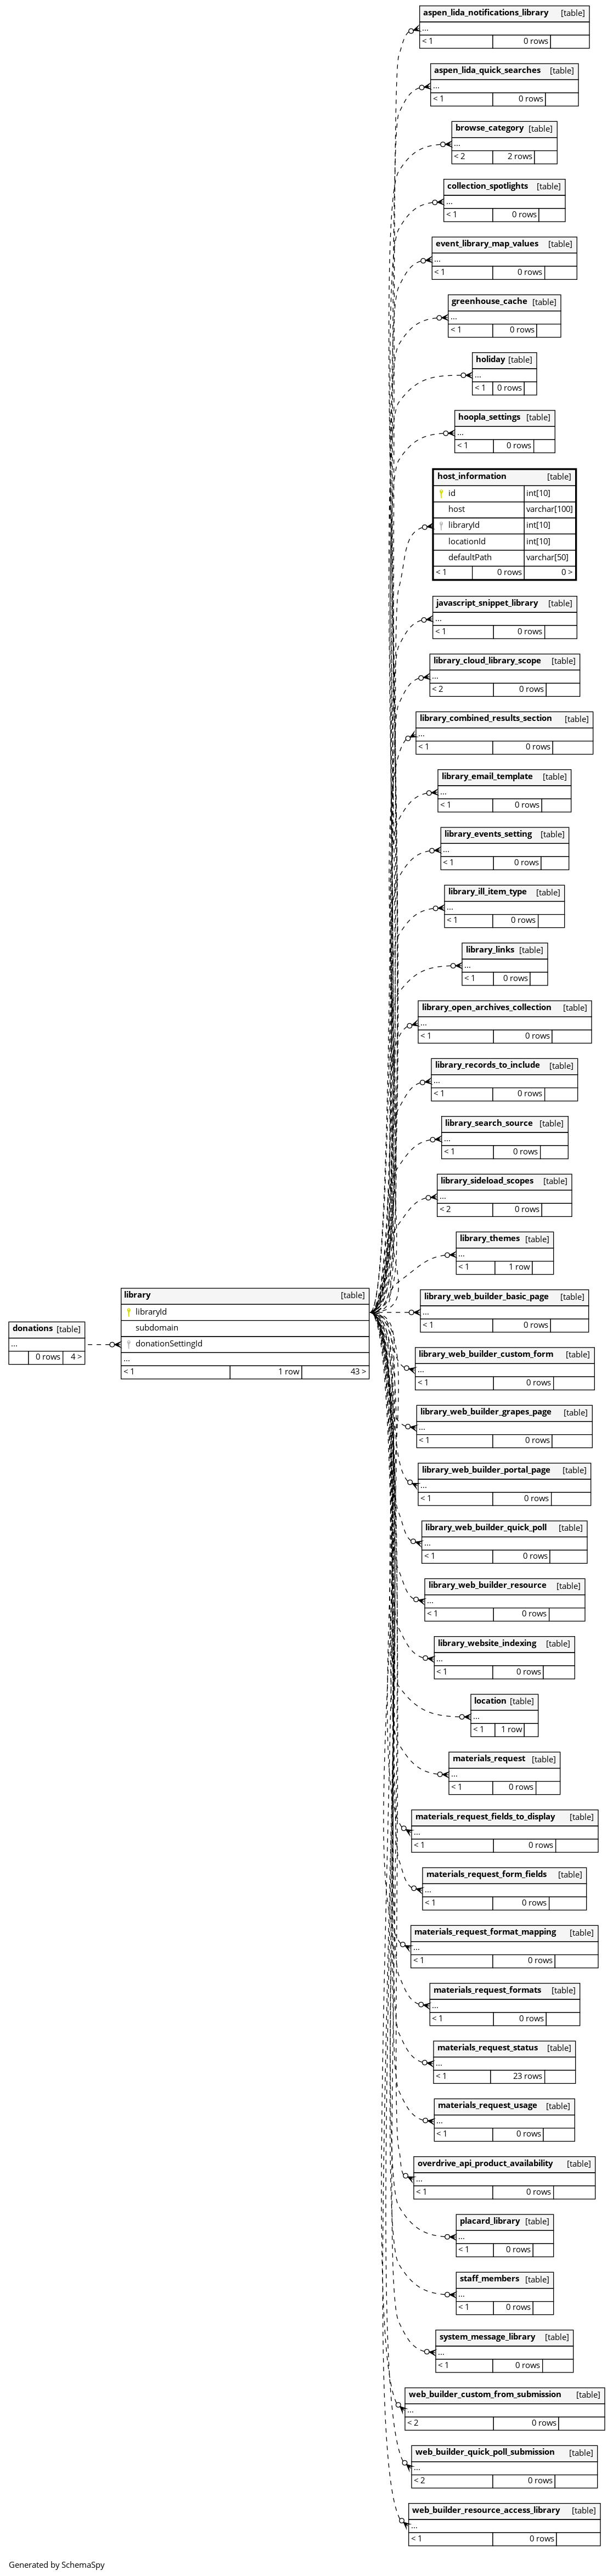 aspen_lida_notifications_library [table]
...
< 1 0 rows
aspen_lida_quick_searches [table]
...
< 1 0 rows
browse_category [table]
...
< 2 2 rows
collection_spotlights [table]
...
< 1 0 rows
event_library_map_values [table]
...
< 1 0 rows
greenhouse_cache [table]
...
< 1 0 rows
holiday [table]
...
< 1 0 rows
hoopla_settings [table]
...
< 1 0 rows
host_information [table]
id int[10]
host varchar[100]
libraryId int[10]
locationId int[10]
defaultPath varchar[50]
< 1 0 rows 0 >
javascript_snippet_library [table]
...
< 1 0 rows
library_cloud_library_scope [table]
...
< 2 0 rows
library_combined_results_section [table]
...
< 1 0 rows
library_email_template [table]
...
< 1 0 rows
library_events_setting [table]
...
< 1 0 rows
library_ill_item_type [table]
...
< 1 0 rows
library_links [table]
...
< 1 0 rows
library_open_archives_collection [table]
...
< 1 0 rows
library_records_to_include [table]
...
< 1 0 rows
library_search_source [table]
...
< 1 0 rows
library_sideload_scopes [table]
...
< 2 0 rows
library_themes [table]
...
< 1 1 row
donations [table]
...
0 rows 4 >
library [table]
libraryId
subdomain
donationSettingId
...
< 1 1 row 43 >
library_web_builder_basic_page [table]
...
< 1 0 rows
library_web_builder_custom_form [table]
...
< 1 0 rows
library_web_builder_grapes_page [table]
...
< 1 0 rows
library_web_builder_portal_page [table]
...
< 1 0 rows
library_web_builder_quick_poll [table]
...
< 1 0 rows
library_web_builder_resource [table]
...
< 1 0 rows
library_website_indexing [table]
...
< 1 0 rows
location [table]
...
< 1 1 row
materials_request [table]
...
< 1 0 rows
materials_request_fields_to_display [table]
...
< 1 0 rows
materials_request_form_fields [table]
...
< 1 0 rows
materials_request_format_mapping [table]
...
< 1 0 rows
materials_request_formats [table]
...
< 1 0 rows
materials_request_status [table]
...
< 1 23 rows
materials_request_usage [table]
...
< 1 0 rows
overdrive_api_product_availability [table]
...
< 1 0 rows
placard_library [table]
...
< 1 0 rows
staff_members [table]
...
< 1 0 rows
system_message_library [table]
...
< 1 0 rows
web_builder_custom_from_submission [table]
...
< 2 0 rows
web_builder_quick_poll_submission [table]
...
< 2 0 rows
web_builder_resource_access_library [table]
...
< 1 0 rows
Generated by SchemaSpy